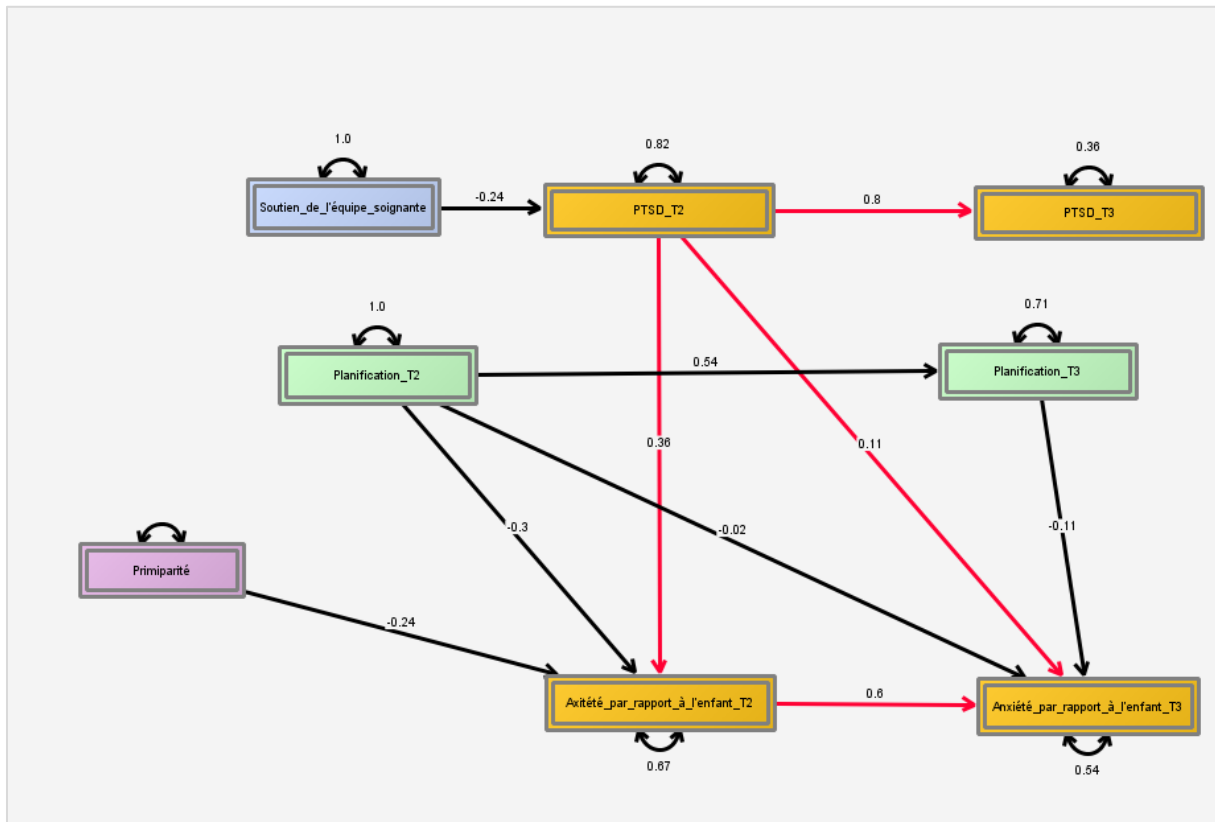 1.0
0.82
0.36
Soutien_de_l'équipe_soignante
-0.24
PTSD_T2
0.8
PTSD_T3
1.0
0.71
Planification_T2
0.54
Planification_T3
0.36
0.11
-0.3
-0.02
-0.11
Primiparité
-0.24
Axitété_par_rapport_à_l'enfant_T2
0.6
Anxiété_par_rapport_à_l'enfant_T3
0.67
0.54